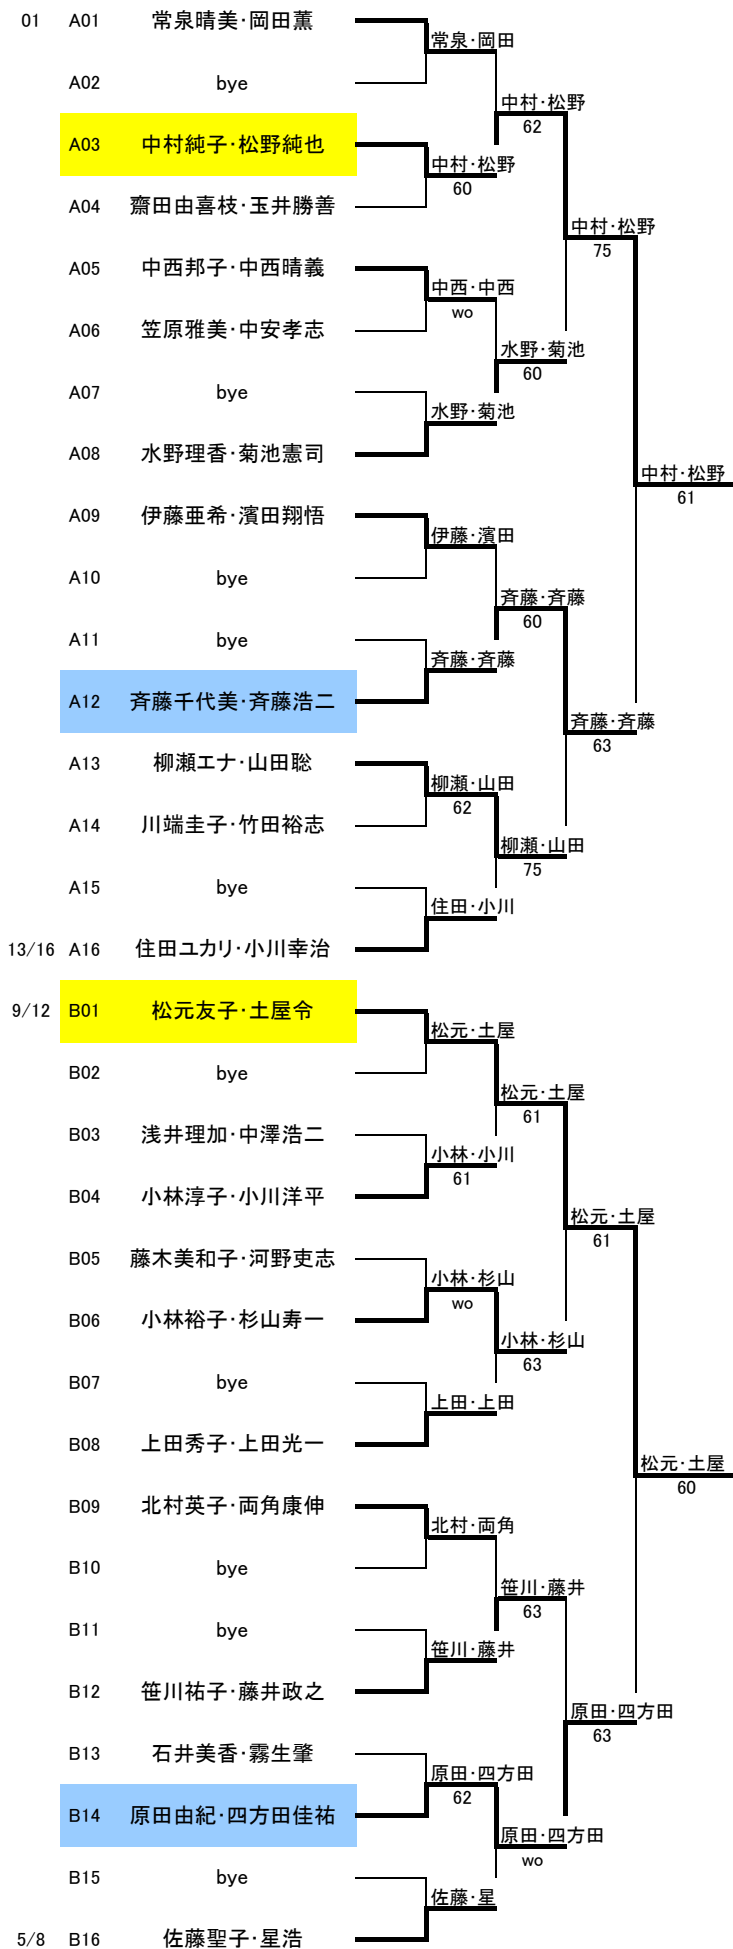 01 A01 常泉晴美・岡田薫
常泉・岡田
A02 bye
中村・松野
62
A03 中村純子・松野純也
中村・松野
60
A04 齋田由喜枝・玉井勝善
中村・松野
75
A05 中西邦子・中西晴義
中西・中西
wo
A06 笠原雅美・中安孝志
水野・菊池
60
A07 bye
水野・菊池
A08 水野理香・菊池憲司
中村・松野
61
A09 伊藤亜希・濱田翔悟
伊藤・濱田
A10 bye
斉藤・斉藤
60
A11 bye
斉藤・斉藤
A12 斉藤千代美・斉藤浩二
斉藤・斉藤
63
A13 柳瀬エナ・山田聡
柳瀬・山田
62
A14 川端圭子・竹田裕志
柳瀬・山田
75
A15 bye
住田・小川
13/16 A16 住田ユカリ・小川幸治
9/12 B01 松元友子・土屋令
松元・土屋
B02 bye
松元・土屋
61
B03 浅井理加・中澤浩二
小林・小川
61
B04 小林淳子・小川洋平
松元・土屋
61
B05 藤木美和子・河野吏志
小林・杉山
wo
B06 小林裕子・杉山寿一
小林・杉山
63
B07 bye
上田・上田
B08 上田秀子・上田光一
松元・土屋
60
B09 北村英子・両角康伸
北村・両角
B10 bye
笹川・藤井
63
B11 bye
笹川・藤井
B12 笹川祐子・藤井政之
原田・四方田
63
B13 石井美香・霧生肇
原田・四方田
62
B14 原田由紀・四方田佳祐
原田・四方田
wo
B15 bye
佐藤・星
5/8 B16 佐藤聖子・星浩